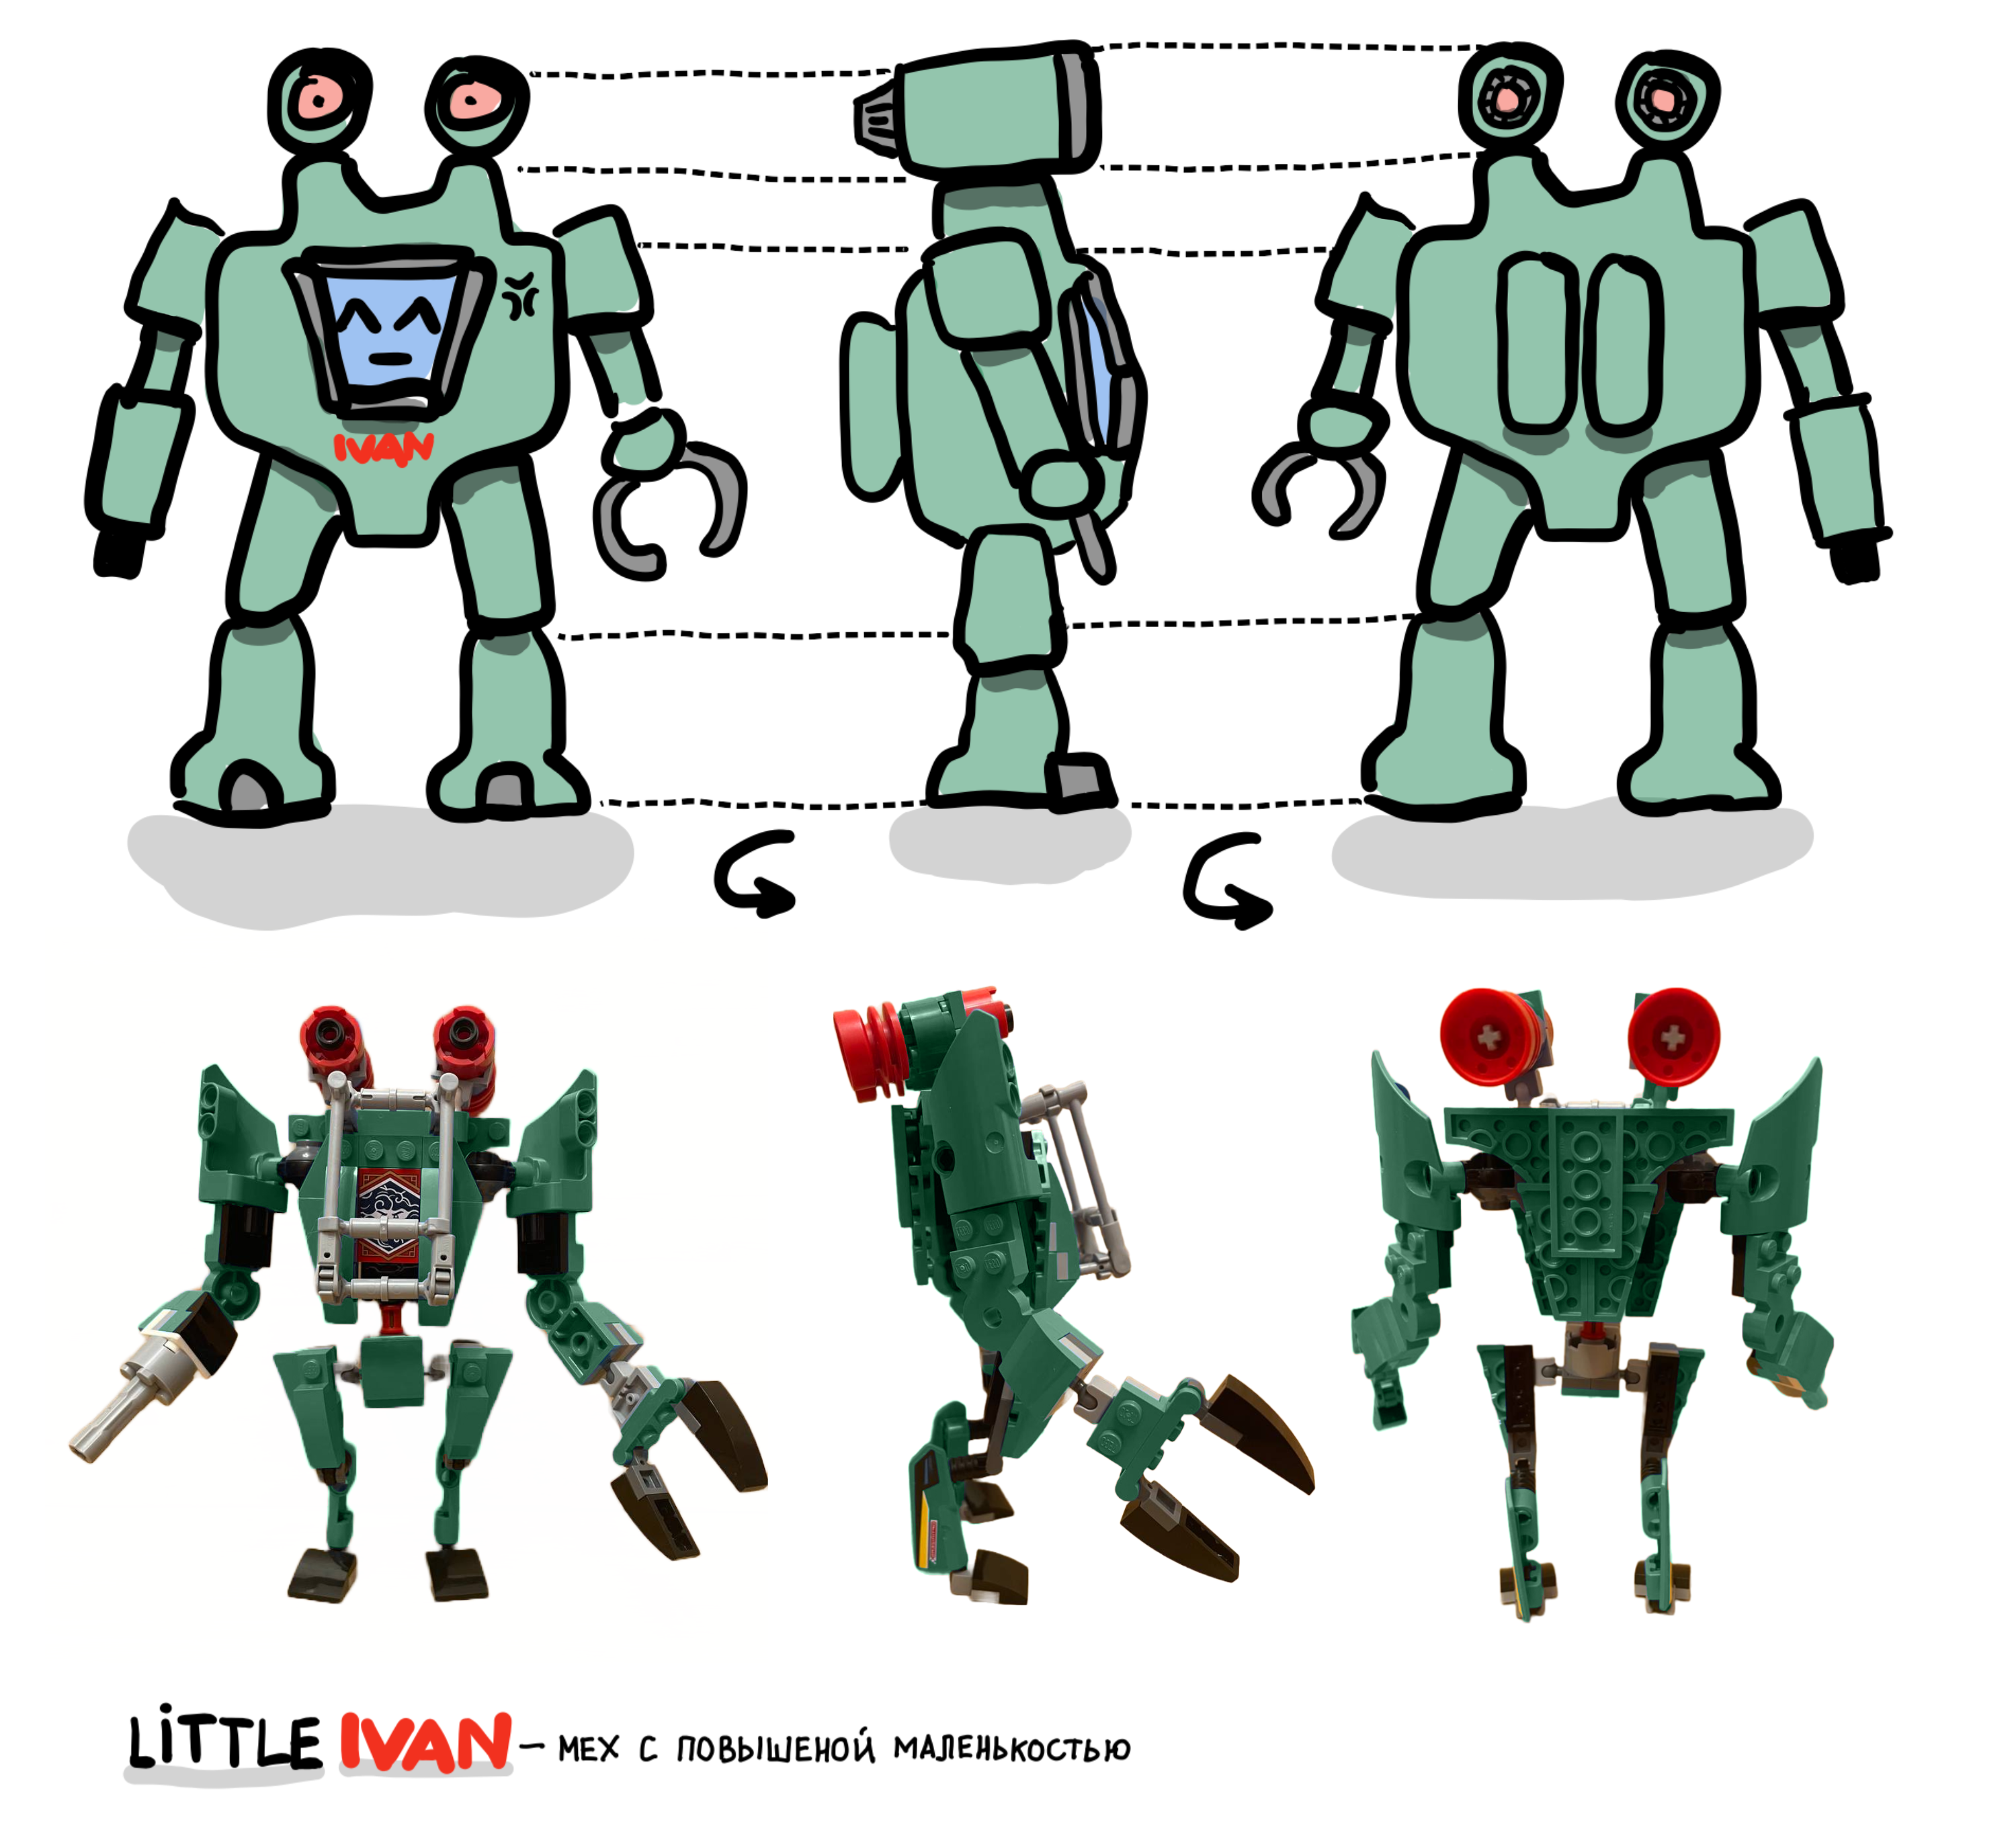 IVAN
LiTTLE IVAN – МЕХ С ПОВЫШЕНОЙ МАЛЕНЬКОСТЬЮ